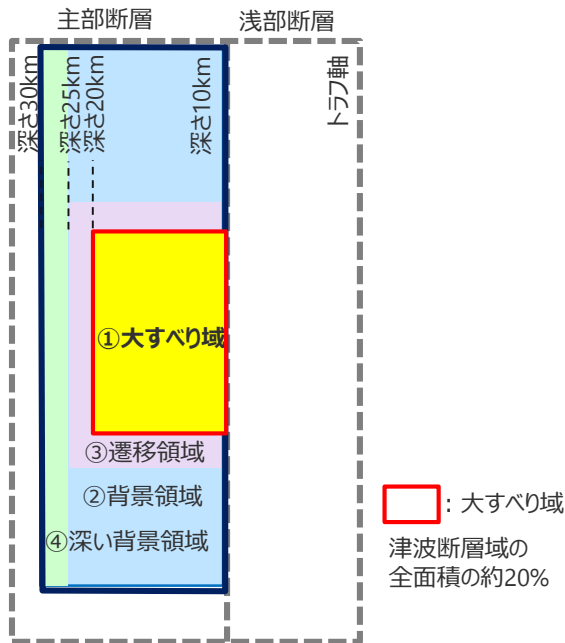 主部断層
浅部断層
深さ30km
深さ25km
深さ20km
深さ10km
トラフ軸
①大すべり域
③遷移領域
②背景領域
④深い背景領域
：大すべり域
津波断層域の
全面積の約20%